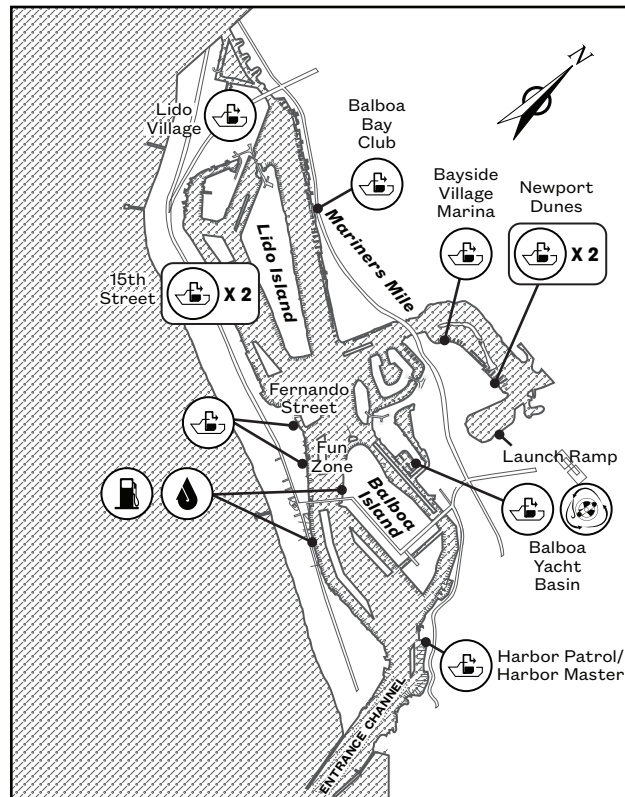 N
Lido
Village
Balboa
Bay
Club
Bayside
Village
Marina
Newport
Dunes
X 2
Mariners Mile
Lido Island
15th
Street
X 2
Fernando
Street
Fun
Zone
Launch Ramp
Balboa
Island
Balboa
Yacht
Basin
Harbor Patrol/
Harbor Master
ENTRANCE CHANNEL